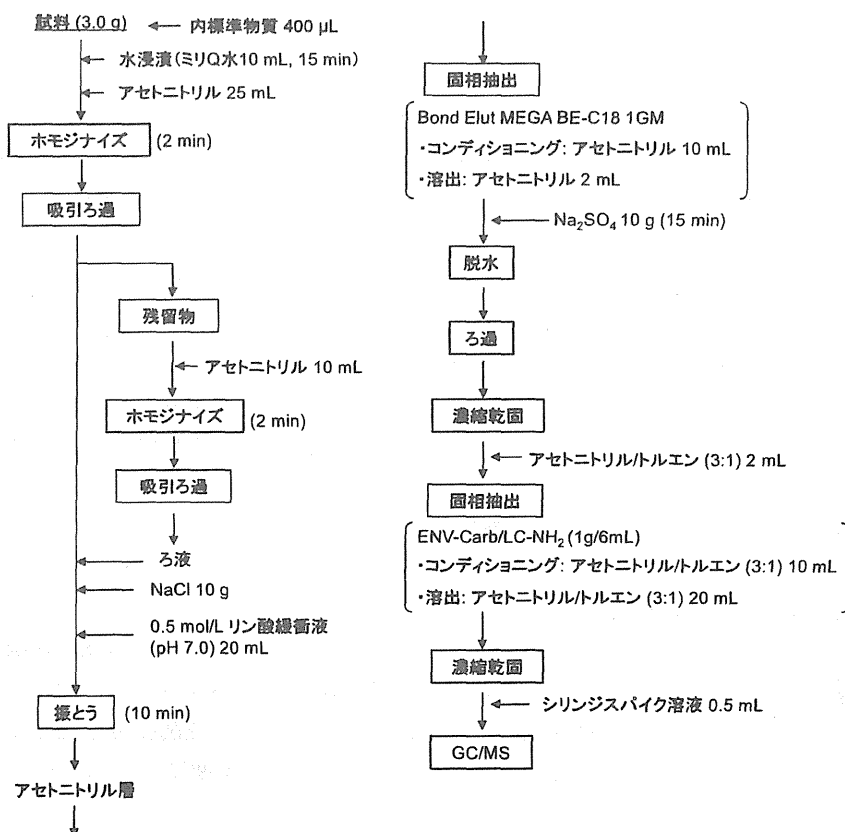 試料 (3.0 g)
内標準物質 400 µL
水浸漬(ミリQ水10 mL, 15 min)
アセトニトリル 25 mL
ホモジナイズ (2 min)
吸引ろ過
残留物
アセトニトリル 10 mL
ホモジナイズ (2 min)
吸引ろ過
ろ液
NaCl 10 g
0.5 mol/L リン酸緩衝液
(pH 7.0) 20 mL
振とう (10 min)
アセトニトリル層
固相抽出
Bond Elut MEGA BE-C18 1GM
・コンディショニング: アセトニトリル 10 mL
・溶出: アセトニトリル 2 mL
Na₂SO₄ 10 g (15 min)
脱水
ろ過
濃縮乾固
アセトニトリル/トルエン (3:1) 2 mL
固相抽出
ENV-Carb/LC-NH₂ (1g/6mL)
・コンディショニング: アセトニトリル/トルエン (3:1) 10 mL
・溶出: アセトニトリル/トルエン (3:1) 20 mL
濃縮乾固
シリンジスパイク溶液 0.5 mL
GC/MS